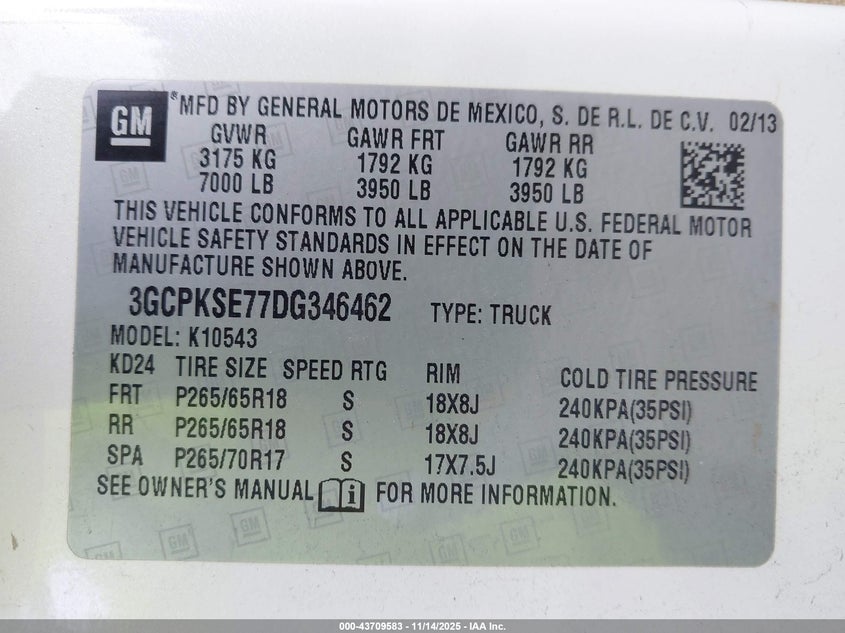 GM
*MFD BY GENERAL MOTORS DE MEXICO, S. DE R.L. DE C.V. 02/13
GVWR GAWR FRT GAWR RR
3175 KG 1792 KG 1792 KG
7000 LB 3950 LB 3950 LB
THIS VEHICLE CONFORMS TO ALL APPLICABLE U.S. FEDERAL MOTOR
VEHICLE SAFETY STANDARDS IN EFFECT ON THE DATE OF
MANUFACTURE SHOWN ABOVE.
3GCPKSE77DG346462 TYPE: TRUCK
MODEL: K10543
KD24 TIRE SIZE SPEED RTG RIM COLD TIRE PRESSURE
FRT P265/65R18 S 18X8J 240KPA(35PSI)
RR P265/65R18 S 18X8J 240KPA(35PSI)
SPA P265/70R17 S 17X7.5J 240KPA(35PSI)
SEE OWNER'S MANUAL i FOR MORE INFORMATION.
000-43709583 - 11/14/2025 - IAA Inc.